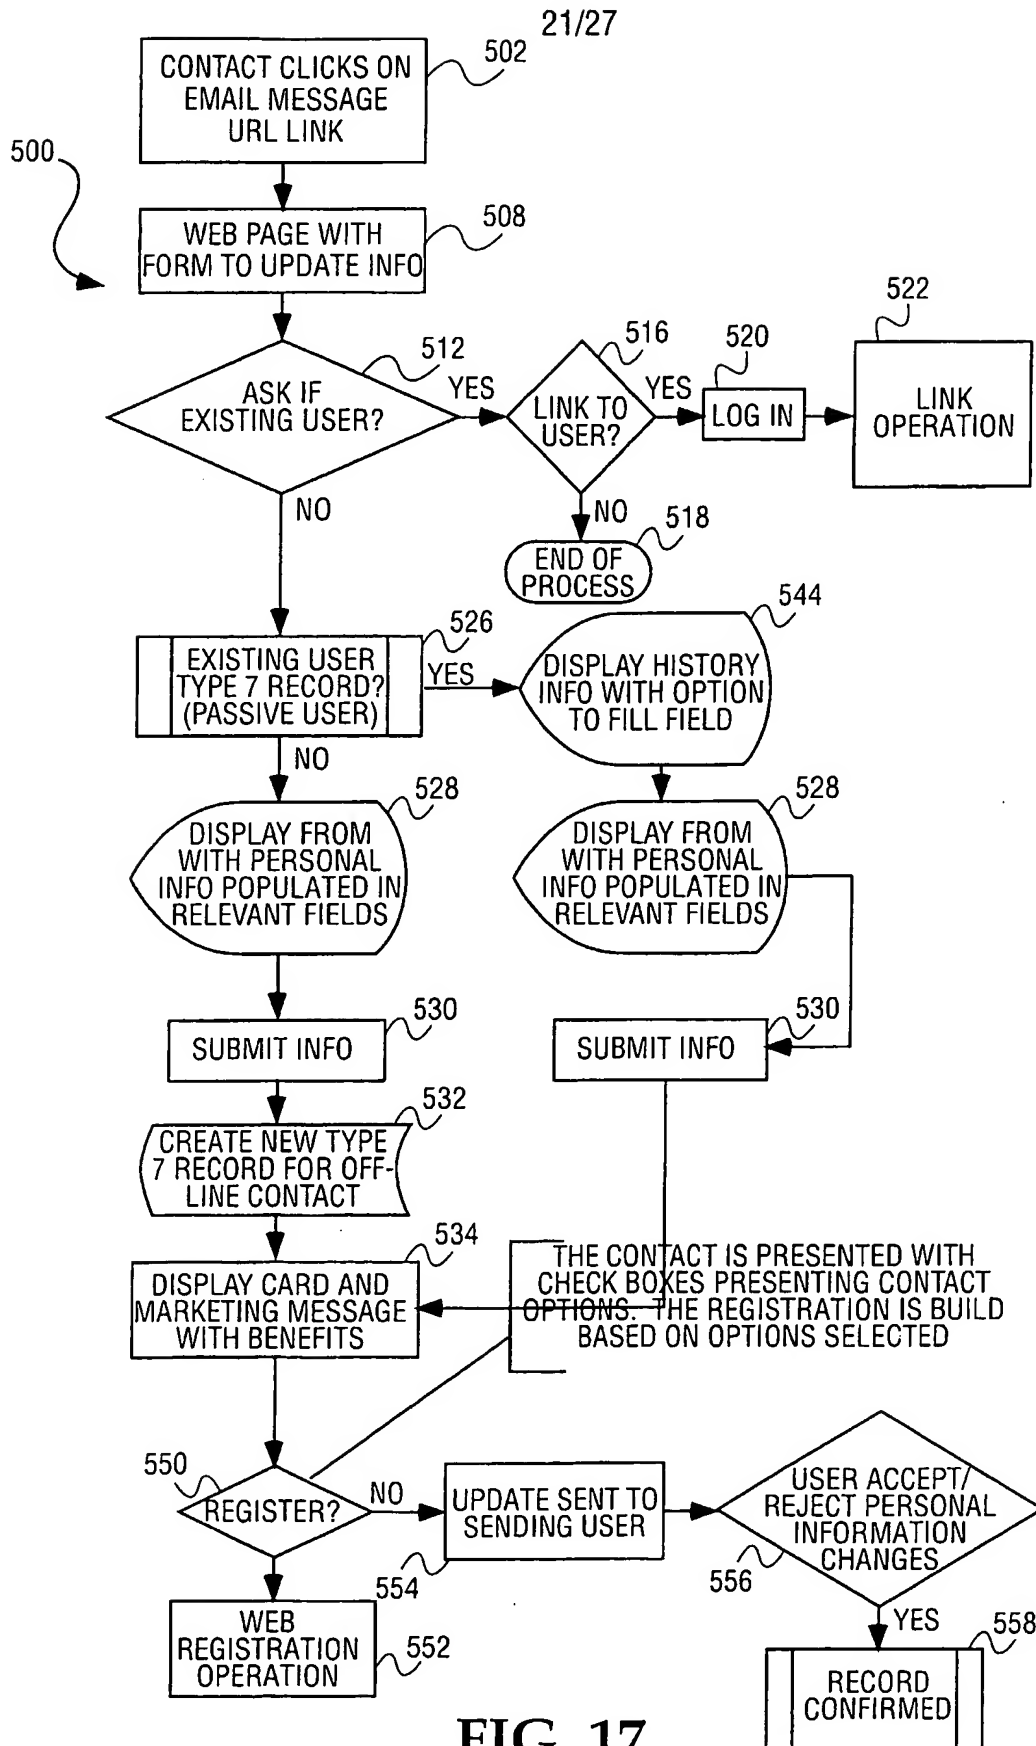 21/27
CONTACT CLICKS ON
EMAIL MESSAGE
URL LINK
502
500
WEB PAGE WITH
FORM TO UPDATE INFO
508
ASK IF
EXISTING USER?
512
YES
LINK TO
USER?
516
YES
LOG IN
520
LINK
OPERATION
522
NO
NO
END OF
PROCESS
518
EXISTING USER
TYPE 7 RECORD?
(PASSIVE USER)
526
YES
DISPLAY HISTORY
INFO WITH OPTION
TO FILL FIELD
544
NO
DISPLAY FROM
WITH PERSONAL
INFO POPULATED IN
RELEVANT FIELDS
528
DISPLAY FROM
WITH PERSONAL
INFO POPULATED IN
RELEVANT FIELDS
528
SUBMIT INFO
530
SUBMIT INFO
530
CREATE NEW TYPE
7 RECORD FOR OFF-
LINE CONTACT
532
DISPLAY CARD AND
MARKETING MESSAGE
WITH BENEFITS
534
THE CONTACT IS PRESENTED WITH
CHECK BOXES PRESENTING CONTACT
OPTIONS. THE REGISTRATION IS BUILD
BASED ON OPTIONS SELECTED
550
REGISTER?
NO
UPDATE SENT TO
SENDING USER
554
USER ACCEPT/
REJECT PERSONAL
INFORMATION
CHANGES
556
WEB
REGISTRATION
OPERATION
552
YES
RECORD
CONFIRMED
558
FIG. 17